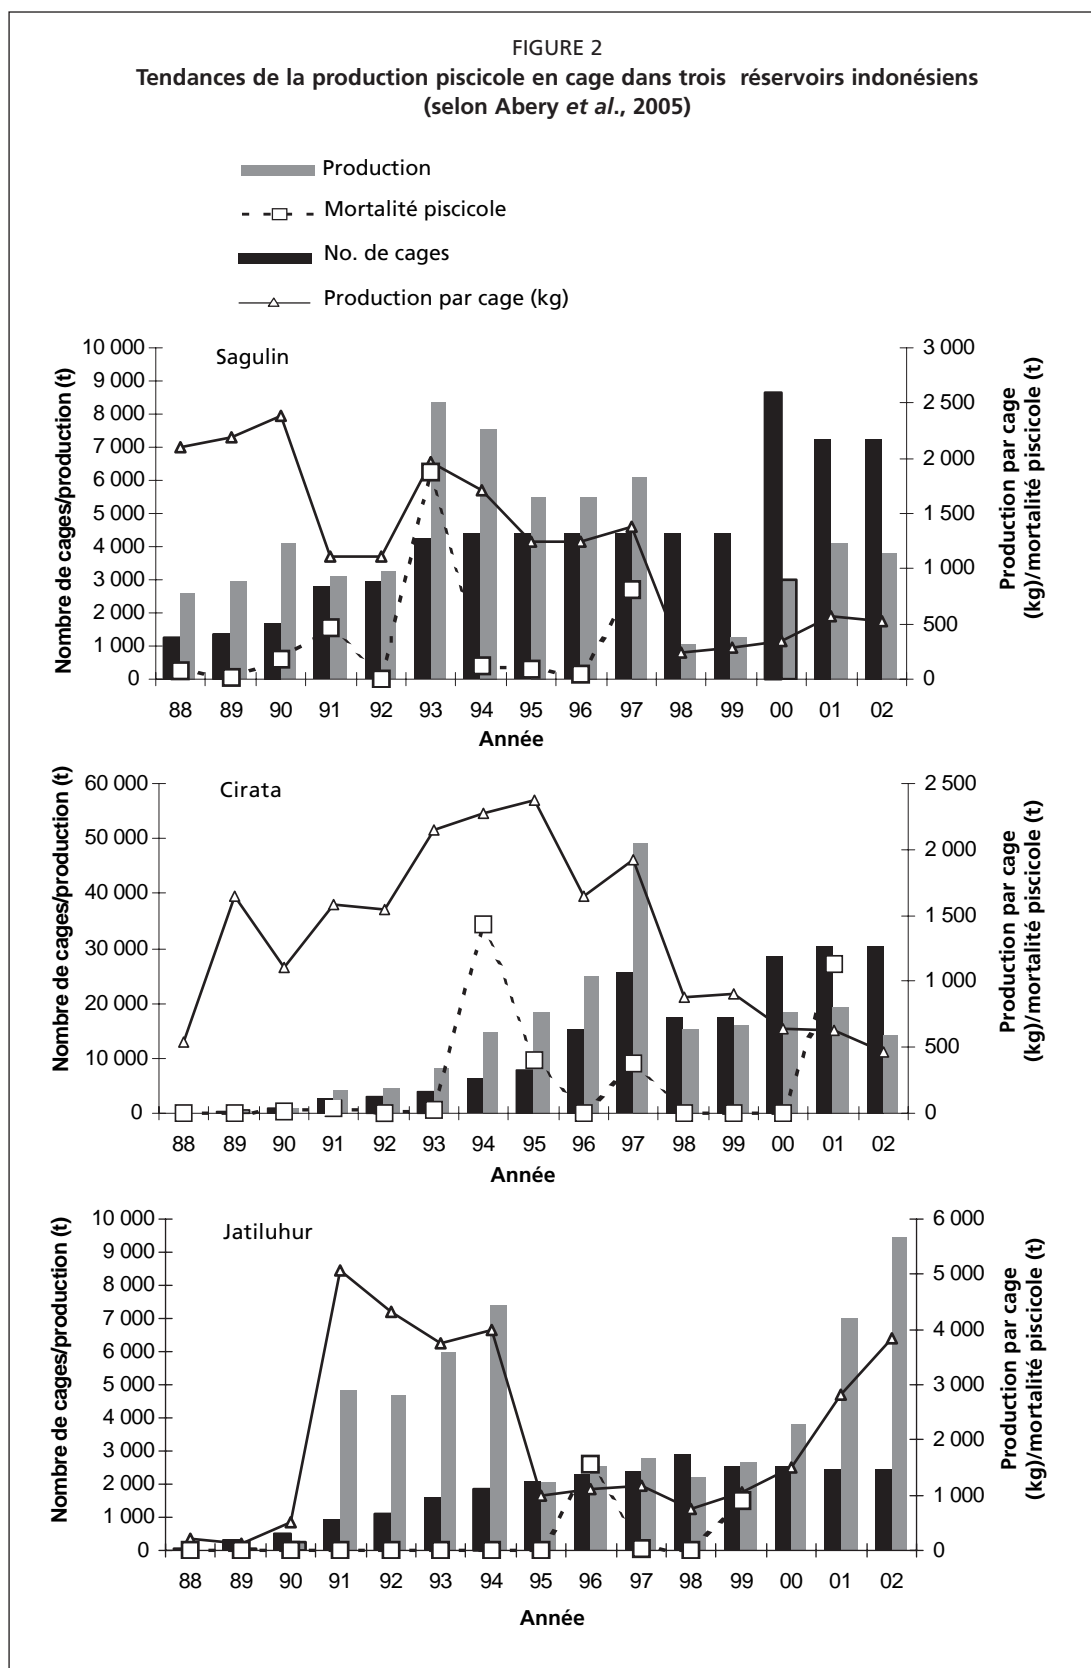 FIGURE 2
Tendances de la production piscicole en cage dans trois réservoirs indonésiens
(selon Abery et al., 2005)
Production
Mortalité piscicole
No. de cages
Production par cage (kg)
Sagulin
Nombre de cages/production (t)
10 000
9 000
8 000
7 000
6 000
5 000
4 000
3 000
2 000
1 000
0
3 000
2 500
2 000
1 500
1 000
500
0
Production par cage
(kg)/mortalité piscicole (t)
88 89 90 91 92 93 94 95 96 97 98 99 00 01 02
Année
Cirata
Nombre de cages/production (t)
60 000
50 000
40 000
30 000
20 000
10 000
0
2 500
2 000
1 500
1 000
500
0
Production par cage
(kg)/mortalité piscicole (t)
88 89 90 91 92 93 94 95 96 97 98 99 00 01 02
Année
Jatiluhur
Nombre de cages/production (t)
10 000
9 000
8 000
7 000
6 000
5 000
4 000
3 000
2 000
1 000
0
6 000
5 000
4 000
3 000
2 000
1 000
0
Production par cage
(kg)/mortalité piscicole (t)
88 89 90 91 92 93 94 95 96 97 98 99 00 01 02
Année